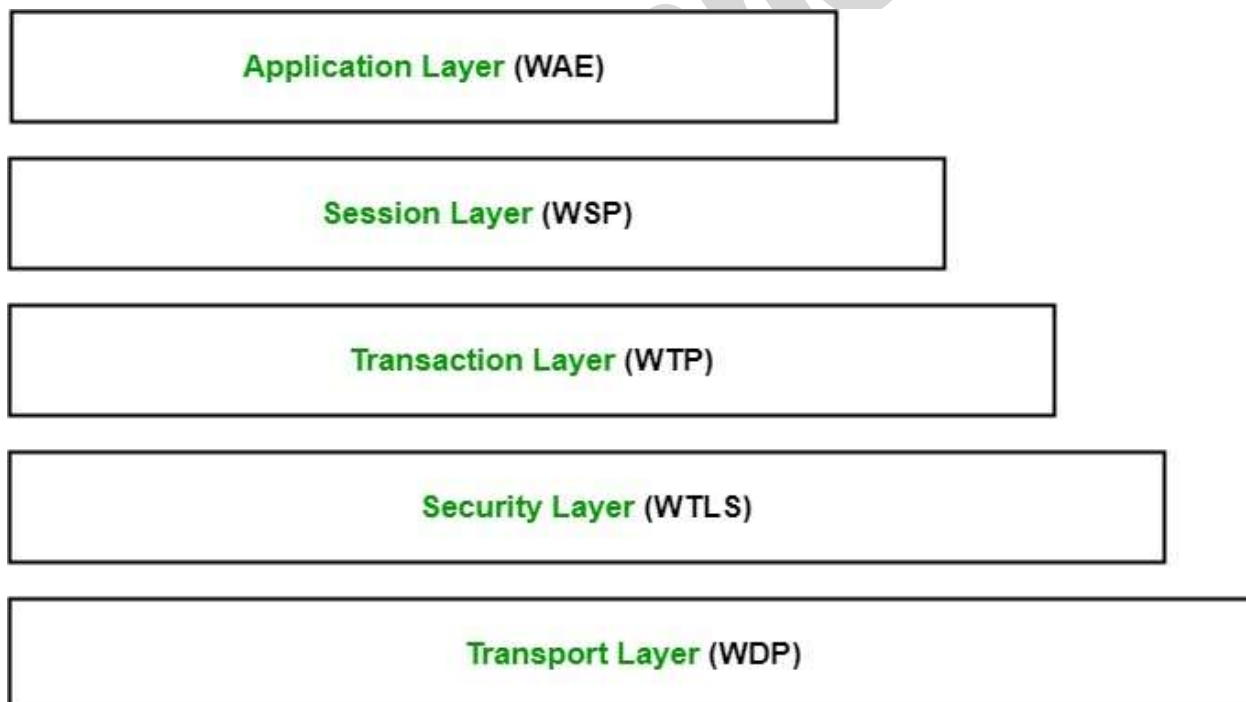 Application Layer (WAE)
Session Layer (WSP)
Transaction Layer (WTP)
Security Layer (WTLS)
Transport Layer (WDP)